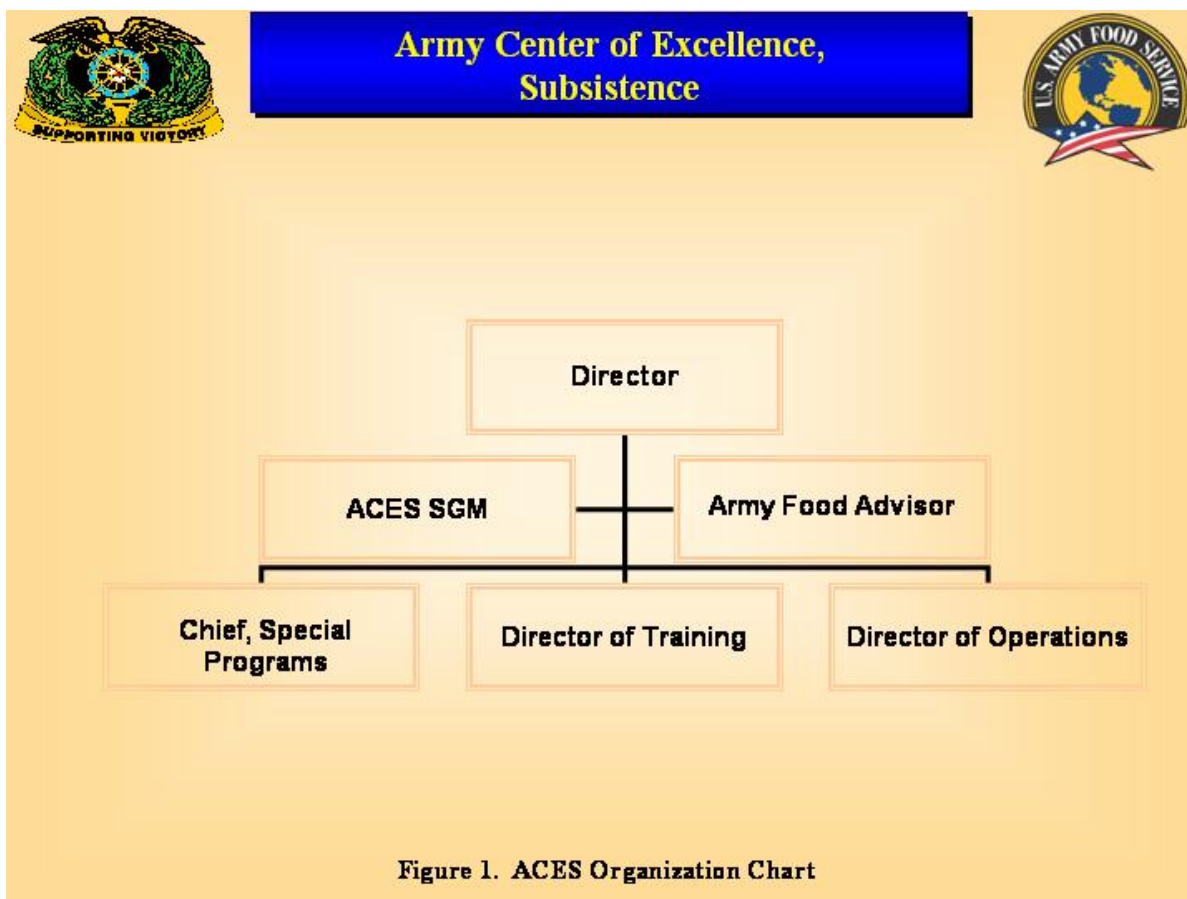 Army Center of Excellence,
Subsistence
SUPPORTING VICTORY
U.S. ARMY FOOD SERVICE
Director
ACES SGM
Army Food Advisor
Chief, Special
Programs
Director of Training
Director of Operations
Figure 1. ACES Organization Chart